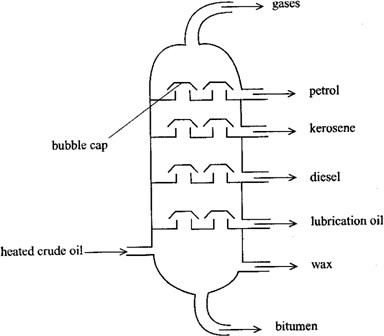 gases
petrol
kerosene
bubble cap
diesel
lubrication oil
heated crude oil
wax
bitumen